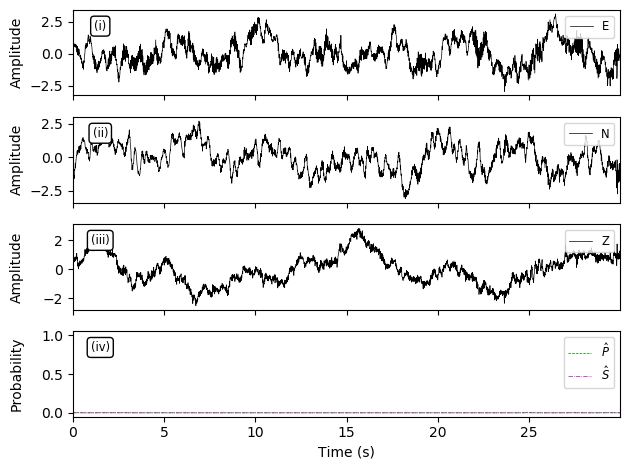 (i)
E
Amplitude
2.5
0.0
−2.5
(ii)
N
Amplitude
2.5
0.0
−2.5
(iii)
Z
Amplitude
2
0
−2
(iv)
P̂
Ŝ
Probability
1.0
0.5
0.0
0 5 10 15 20 25
Time (s)